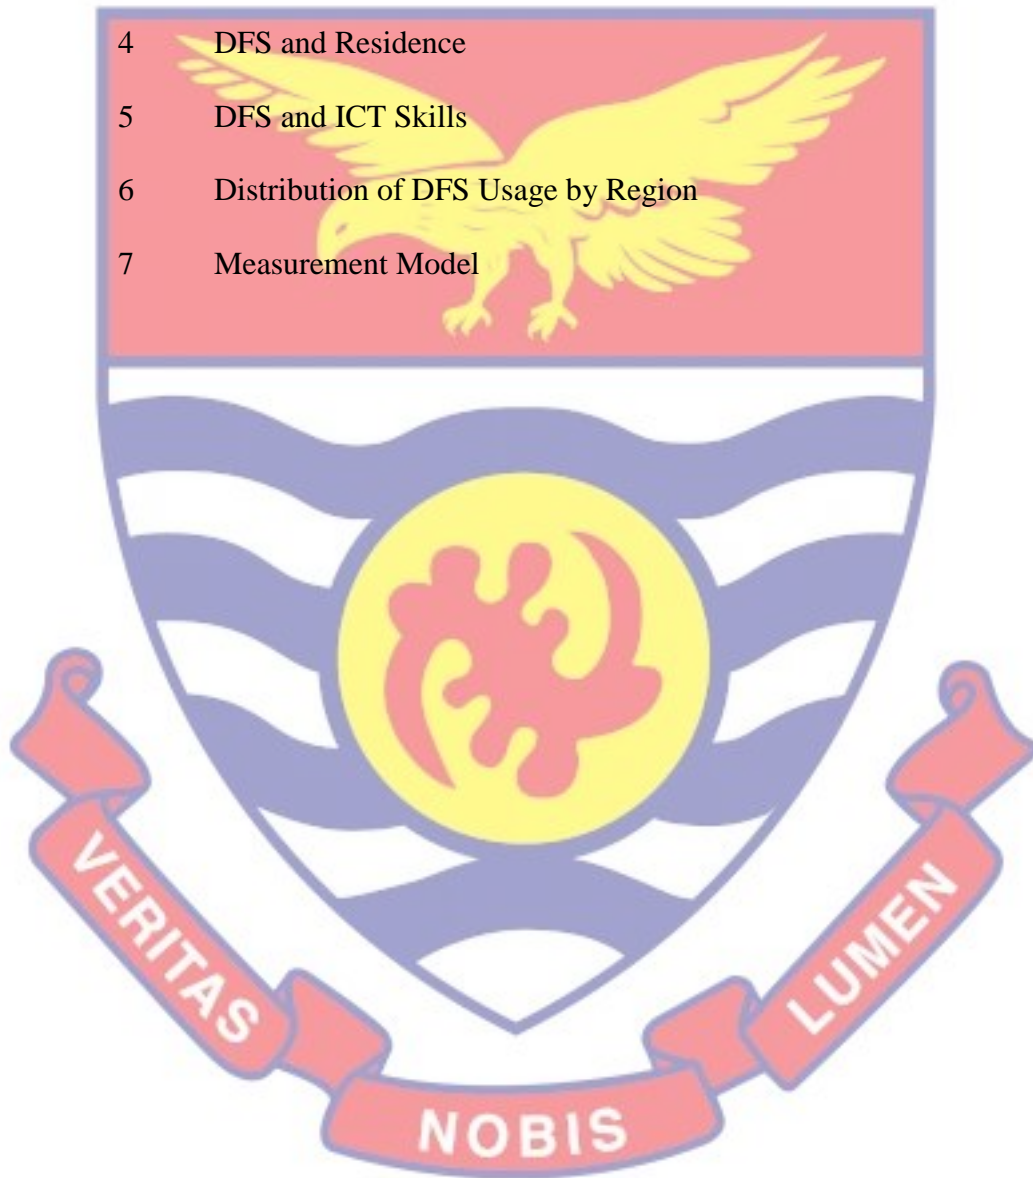 4 DFS and Residence
5 DFS and ICT Skills
6 Distribution of DFS Usage by Region
7 Measurement Model
VERITAS
NOBIS
LUMEN